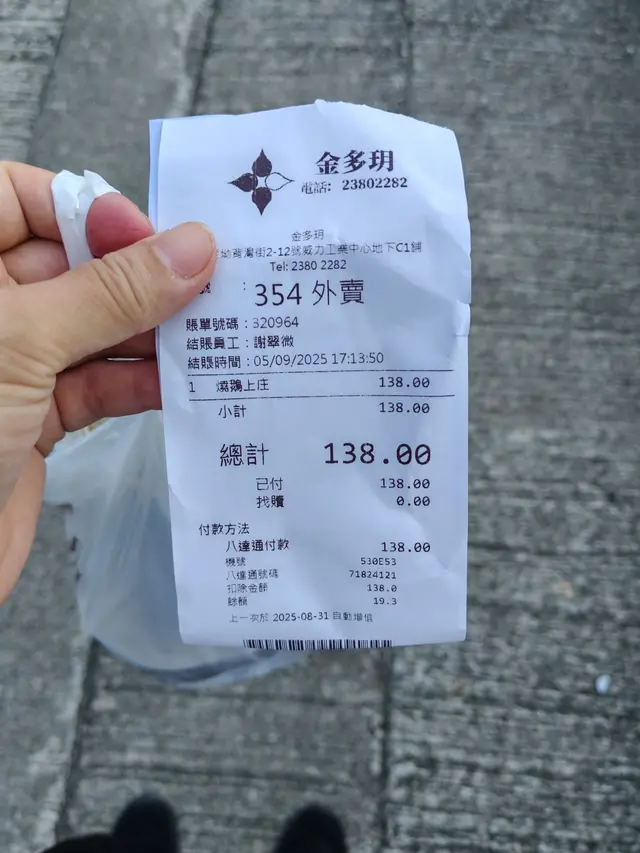 金多玥
電話: 23802282
金多玥
街2-12號威力工業中心地下C1舖
Tel: 2380 2282
: 354 外賣
賬單號碼：320964
結賬員工：謝翠微
結賬時間：05/09/2025 17:13:50
1 燒鵝上庄 138.00
小計 138.00
總計 138.00
已付 138.00
找贖 0.00
付款方法
八達通付款 138.00
機號 530E53
八達通號碼 71824121
扣除金額 138.0
餘額 19.3
上一次於 2025-08-31 自動增值